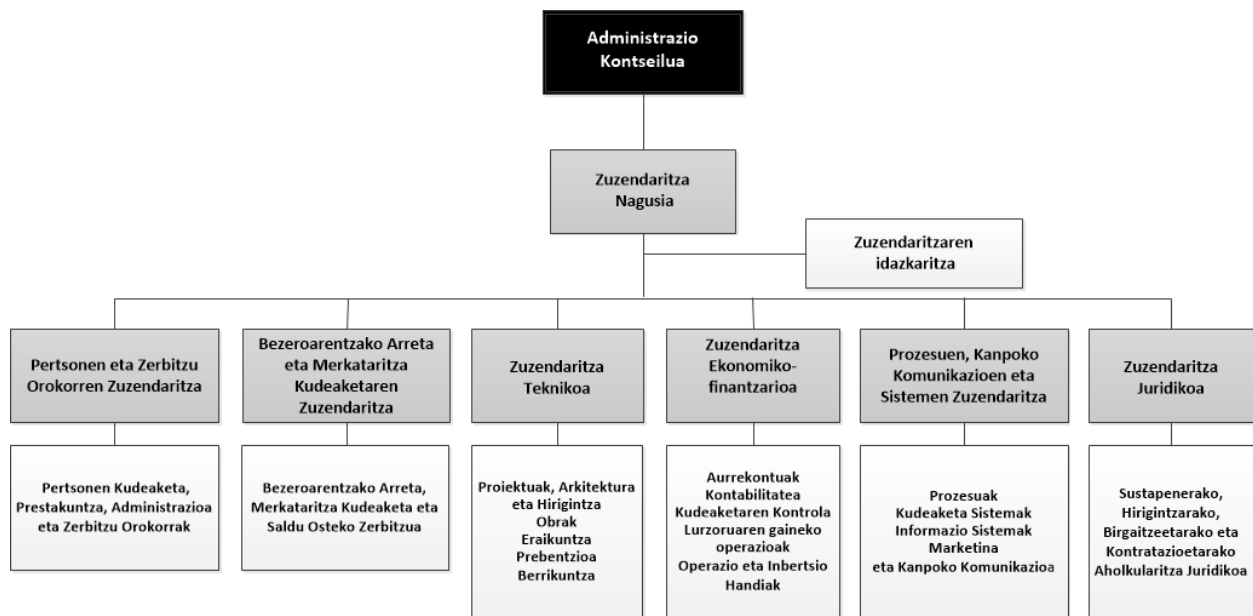 Administrazio
Kontseilua
Zuzendaritza
Nagusia
Zuzendaritzaren
idazkaritza
Pertsonen eta Zerbitzu
Orokorren Zuzendaritza
Bezeroarentzako Arreta
eta Merkataritza
Kudeaketaren
Zuzendaritza
Zuzendaritza
Teknikoa
Zuzendaritza
Ekonomiko-
finantzarioa
Prozesuen, Kanpoko
Komunikazioen eta
Sistemen Zuzendaritza
Zuzendaritza
Juridikoa
Pertsonen Kudeaketa,
Prestakuntza, Administrazioa
eta Zerbitzu Orokorrak
Bezeroarentzako Arreta,
Merkataritza Kudeaketa eta
Saldu Osteko Zerbitzua
Proiektuak, Arkitektura
eta Hirigintza
Obrak
Eraikuntza
Prebentzioa
Berrikuntza
Aurrekontuak
Kontabilitatea
Kudeaketaren Kontrola
Lurzoruaren gaineko
operazioak
Operazio eta Inbertsio
Handiak
Prozesuak
Kudeaketa Sistemak
Informazio Sistemak
Marketina
eta Kanpoko Komunikazioa
Sustapenerako,
Hirigintzarako,
Birgaitzeetarako eta
Kontratazioetarako
Aholkularitza Juridikoa